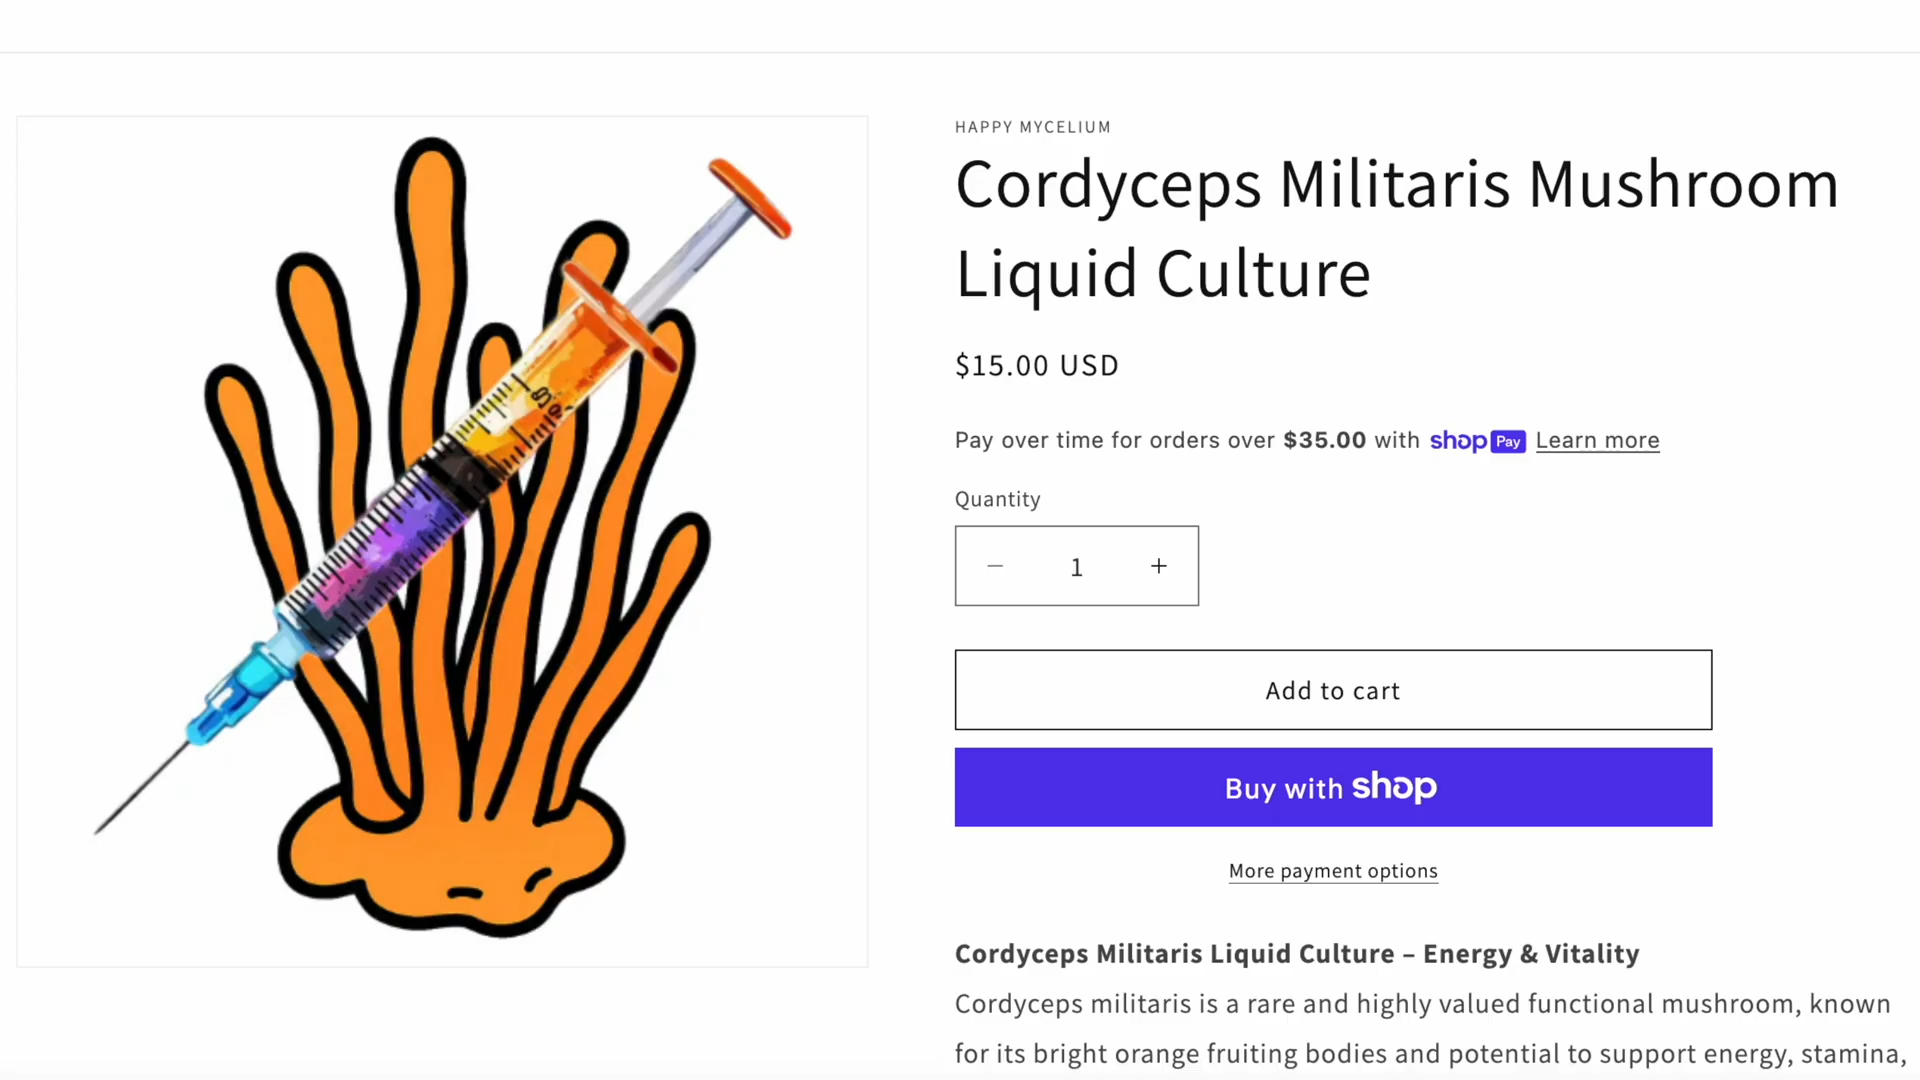 HAPPY MYCELIUM
Cordyceps Militaris Mushroom
Liquid Culture
$15.00 USD
Pay over time for orders over $35.00 with shop Pay Learn more
Quantity
− 1 +
Add to cart
Buy with shop
More payment options
Cordyceps Militaris Liquid Culture – Energy & Vitality
Cordyceps militaris is a rare and highly valued functional mushroom, known
for its bright orange fruiting bodies and potential to support energy, stamina,